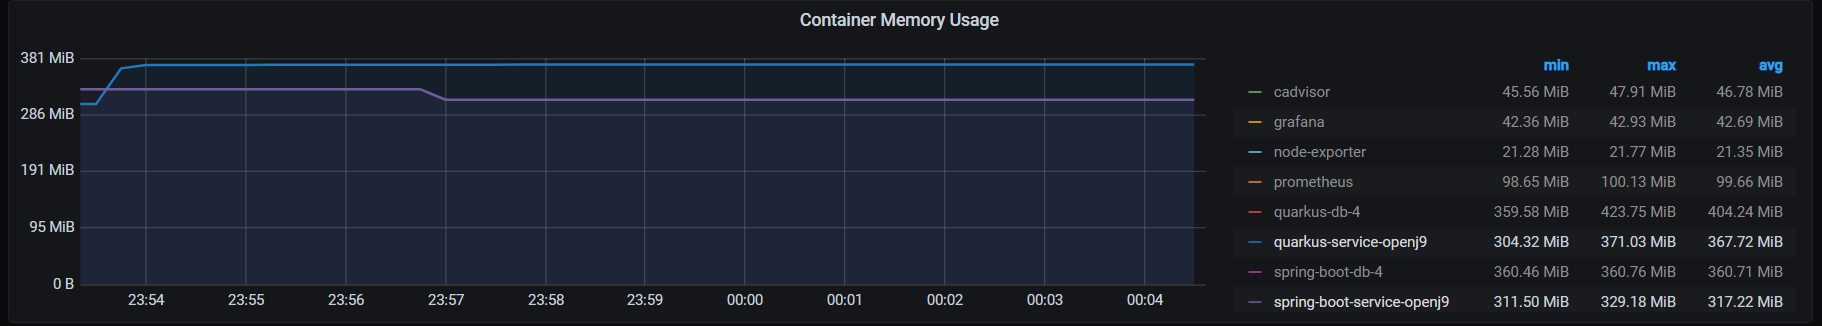 Container Memory Usage
381 MiB
286 MiB
191 MiB
95 MiB
0 B
23:54 23:55 23:56 23:57 23:58 23:59 00:00 00:01 00:02 00:03 00:04
min max avg
cadvisor 45.56 MiB 47.91 MiB 46.78 MiB
grafana 42.36 MiB 42.93 MiB 42.69 MiB
node-exporter 21.28 MiB 21.77 MiB 21.35 MiB
prometheus 98.65 MiB 100.13 MiB 99.66 MiB
quarkus-db-4 359.58 MiB 423.75 MiB 404.24 MiB
quarkus-service-openj9 304.32 MiB 371.03 MiB 367.72 MiB
spring-boot-db-4 360.46 MiB 360.76 MiB 360.71 MiB
spring-boot-service-openj9 311.50 MiB 329.18 MiB 317.22 MiB